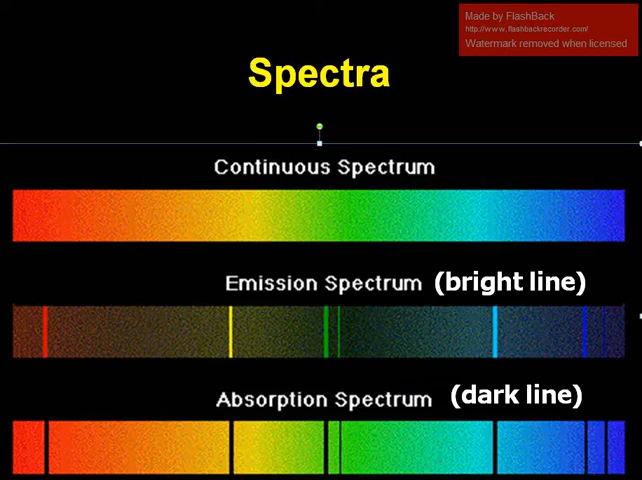 Made by FlashBack
http://www.flashbackrecorder.com/
Watermark removed when licensed
Spectra
Continuous Spectrum
Emission Spectrum (bright line)
Absorption Spectrum (dark line)